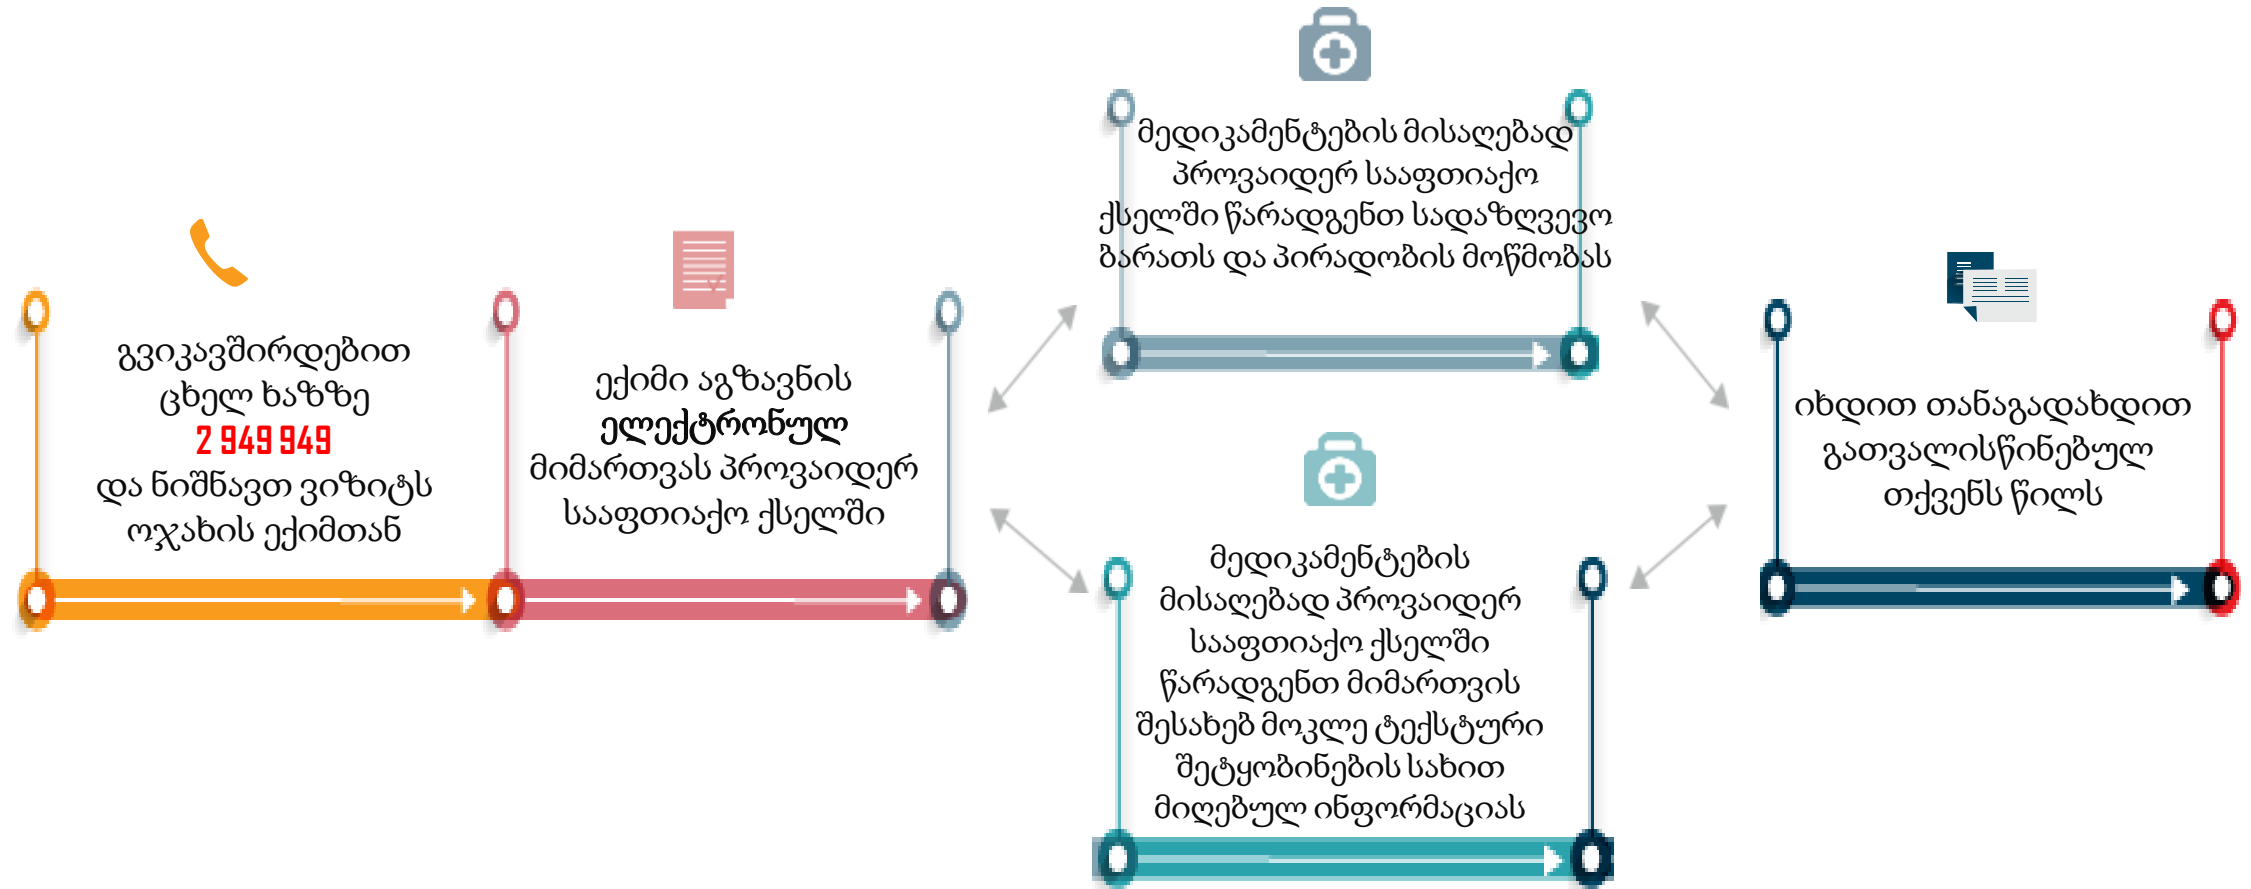 გვიკავშირდებით
ცხელ ხაზზე
2 949 949
და ნიშნავთ ვიზიტს
ოჯახის ექიმთან
ექიმი აგზავნის
ელექტრონულ
მიმართვას პროვაიდერ
სააფთიაქო ქსელში
მედიკამენტების მისაღებად
პროვაიდერ სააფთიაქო
ქსელში წარადგენთ სადაზღვევო
ბარათს და პირადობის მოწმობას
მედიკამენტების
მისაღებად პროვაიდერ
სააფთიაქო ქსელში
წარადგენთ მიმართვის
შესახებ მოკლე ტექსტური
შეტყობინების სახით
მიღებულ ინფორმაციას
იხდით თანაგადახდით
გათვალისწინებულ
თქვენს წილს